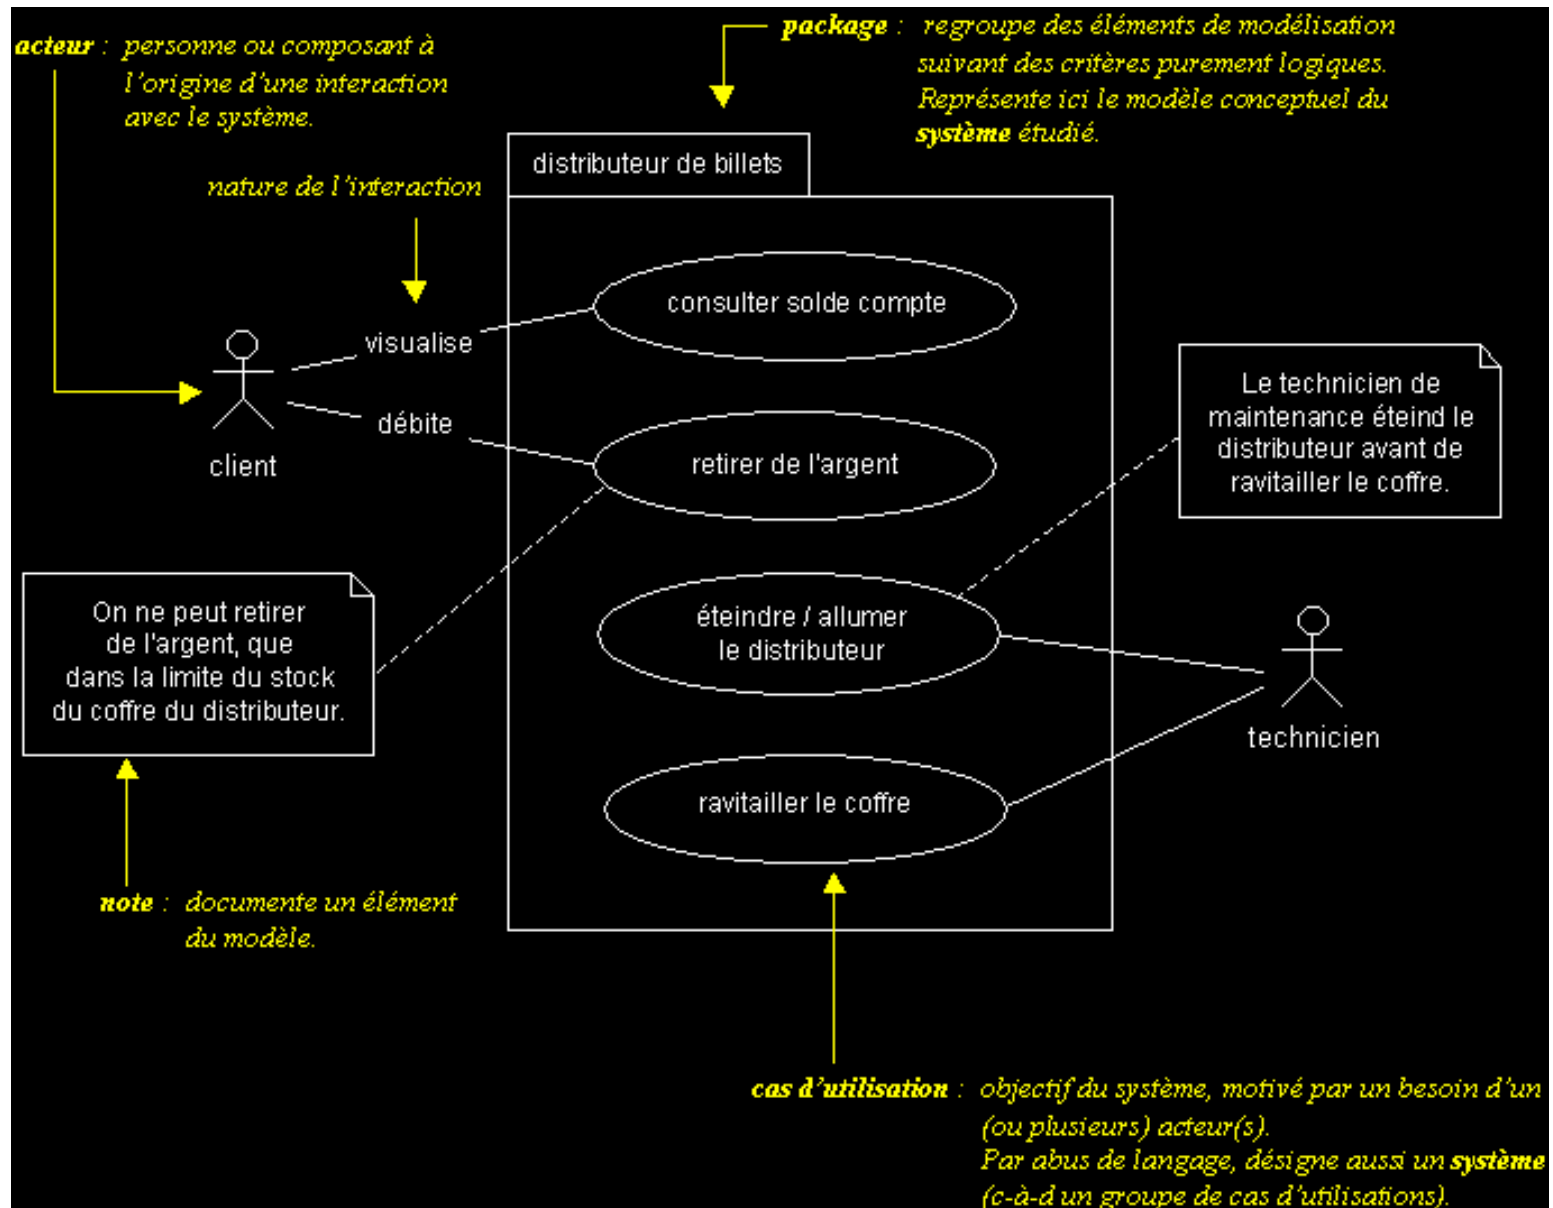 acteur : personne ou composant à
l'origine d'une interaction
avec le système.
package : regroupe des éléments de modélisation
suivant des critères purement logiques.
Représente ici le modèle conceptuel du
système étudié.
nature de l'interaction
distributeur de billets
consulter solde compte
visualise
débite
client
retirer de l'argent
Le technicien de
maintenance éteind le
distributeur avant de
ravitailler le coffre.
On ne peut retirer
de l'argent, que
dans la limite du stock
du coffre du distributeur.
éteindre / allumer
le distributeur
technicien
ravitailler le coffre
note : documente un élément
du modèle.
cas d'utilisation : objectif du système, motivé par un besoin d'un
(ou plusieurs) acteur(s).
Par abus de langage, désigne aussi un système
(c-à-d un groupe de cas d'utilisations).